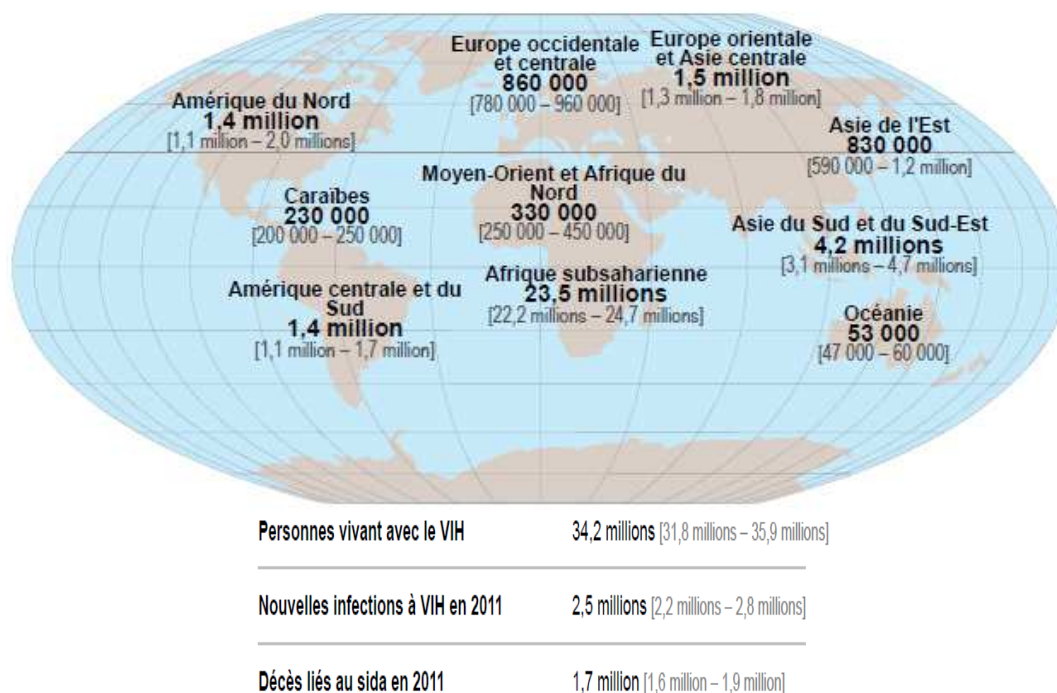 Europe occidentale
et centrale
860 000
[780 000 – 960 000]
Europe orientale
et Asie centrale
1,5 million
[1,3 million – 1,8 million]
Amérique du Nord
1,4 million
[1,1 million – 2,0 millions]
Asie de l'Est
830 000
[590 000 – 1,2 million]
Moyen-Orient et Afrique du
Nord
330 000
[250 000 – 450 000]
Caraïbes
230 000
[200 000 – 250 000]
Asie du Sud et du Sud-Est
4,2 millions
[3,1 millions – 4,7 millions]
Afrique subsaharienne
23,5 millions
[22,2 millions – 24,7 millions]
Amérique centrale et du
Sud
1,4 million
[1,1 million – 1,7 million]
Océanie
53 000
[47 000 – 60 000]
Personnes vivant avec le VIH 34,2 millions [31,8 millions – 35,9 millions]
Nouvelles infections à VIH en 2011 2,5 millions [2,2 millions – 2,8 millions]
Décès liés au sida en 2011 1,7 million [1,6 million – 1,9 million]